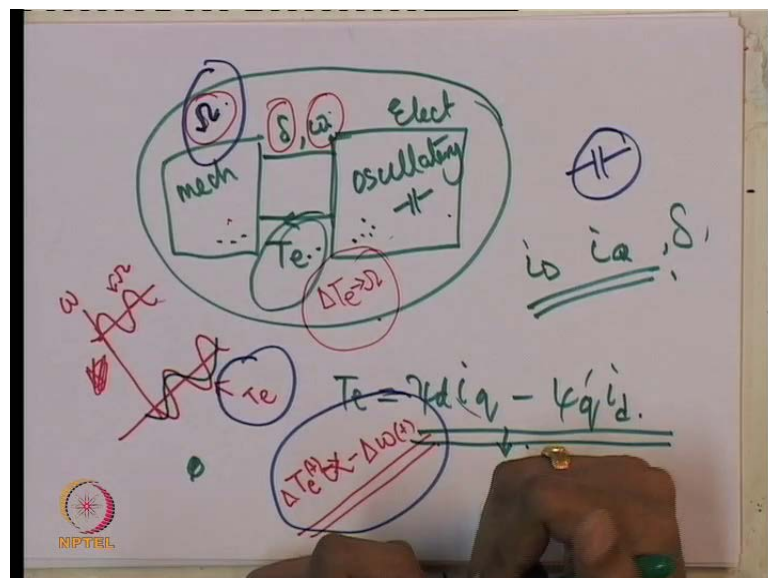 Ω
δ, ω
Elect
mech
oscillatory
Te
ΔTe→Ω
iD iQ, δ,
ω
Ω
Te
Te = ψd iq - ψq id.
ΔTe(t) α - Δω(t)
NPTEL